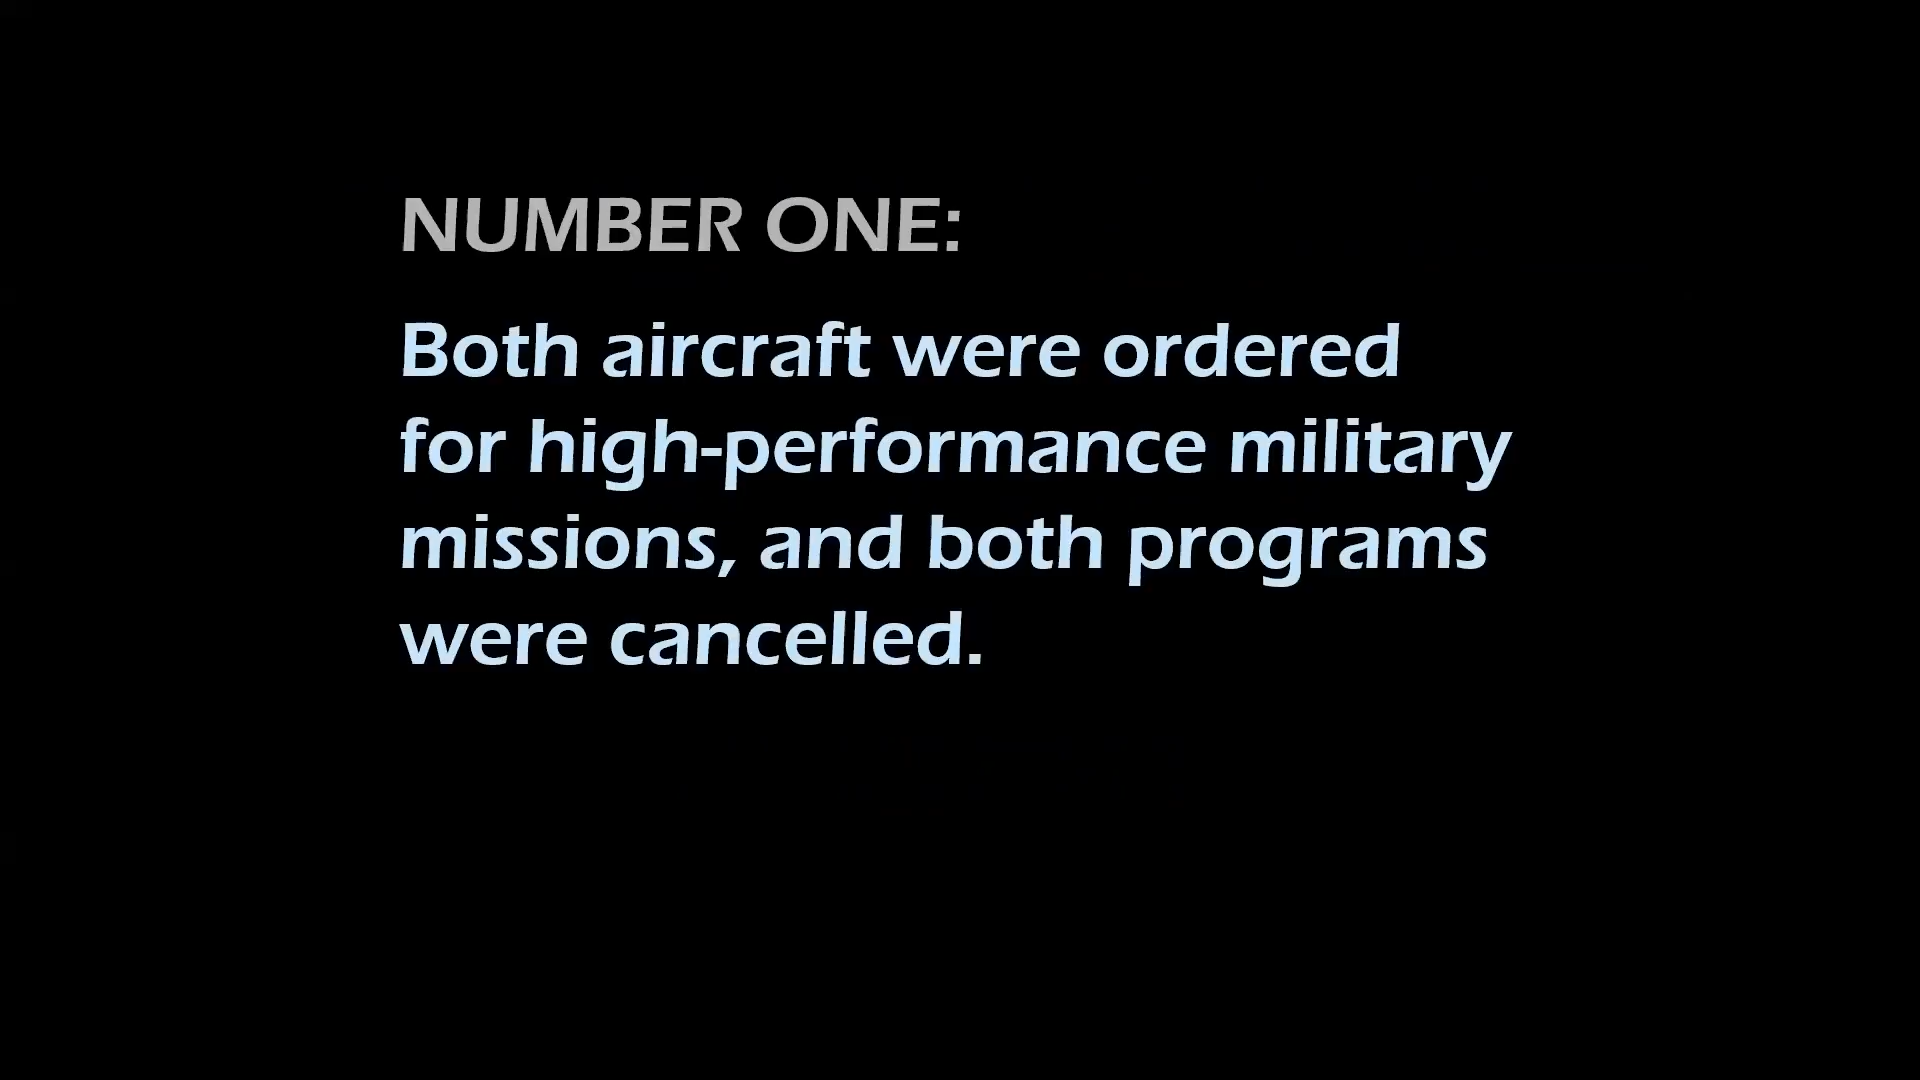 NUMBER ONE:
Both aircraft were ordered
for high-performance military
missions, and both programs
were cancelled.